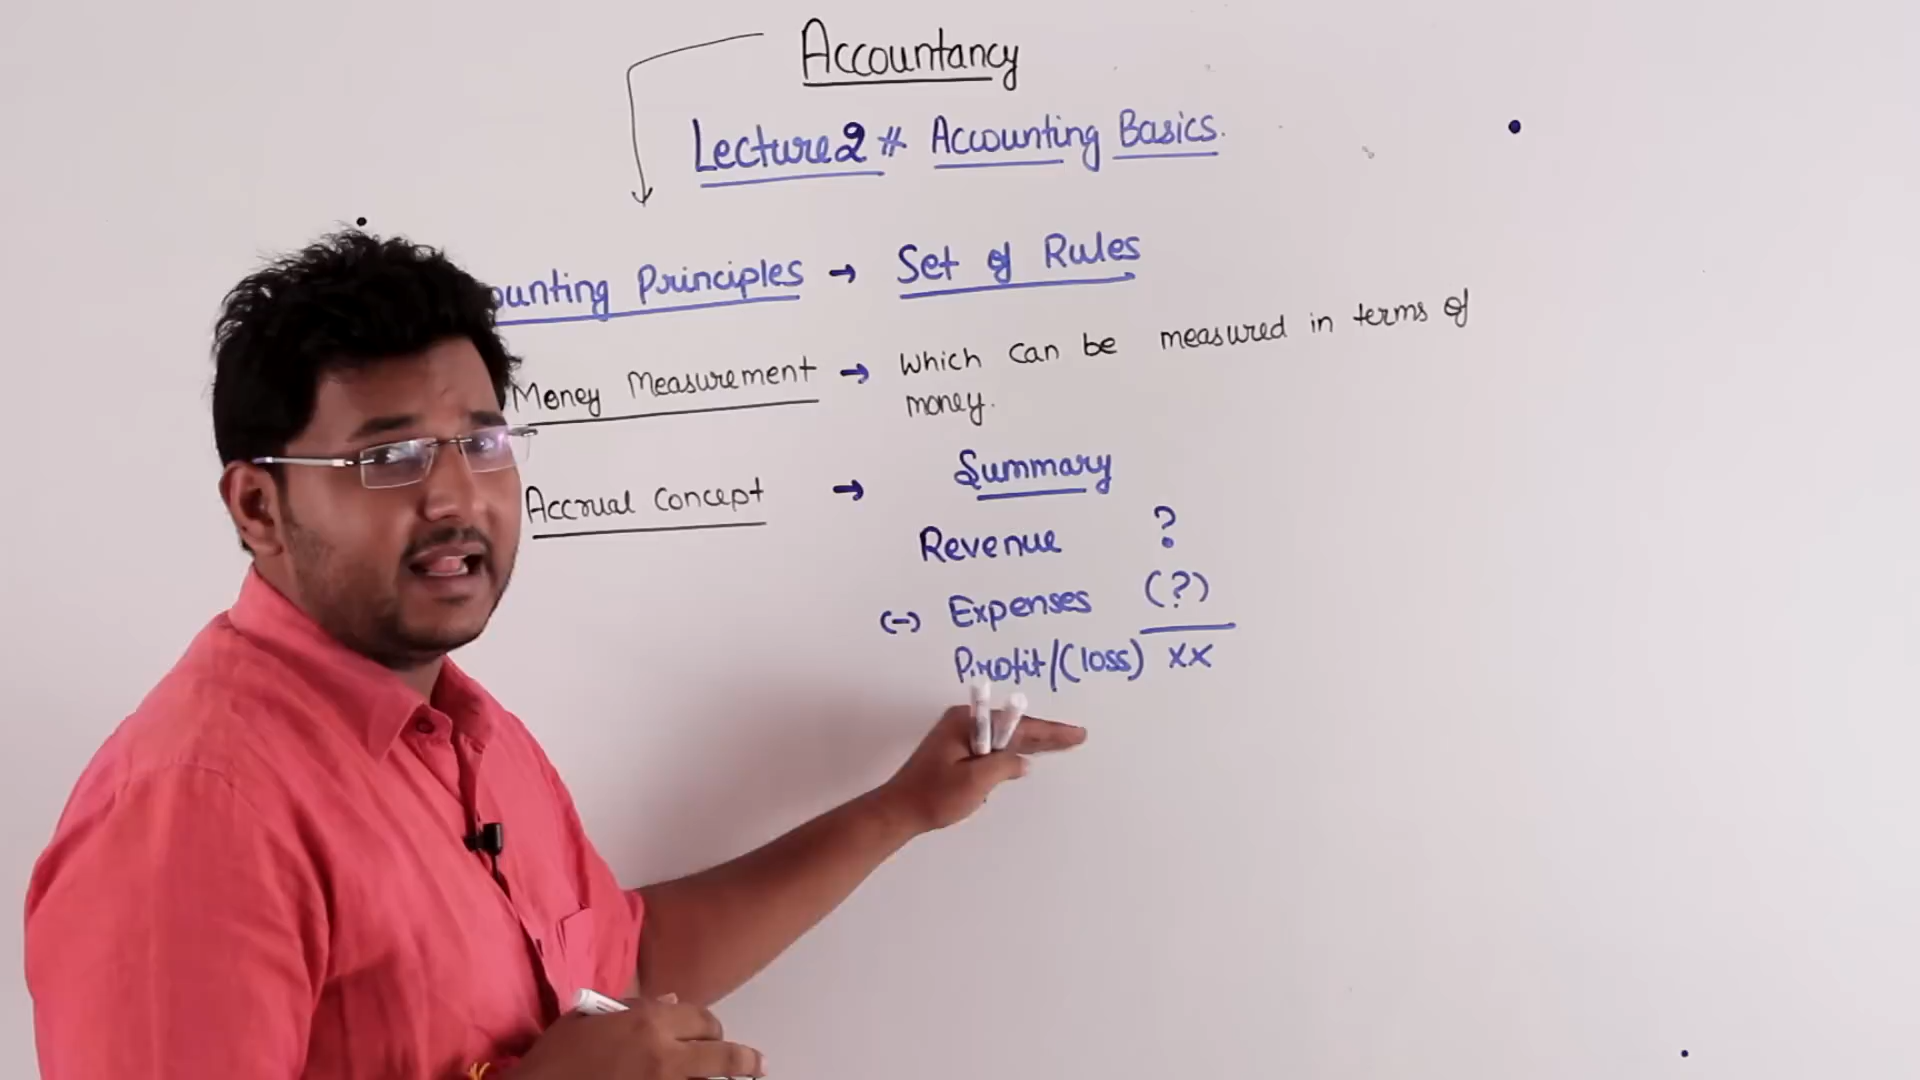 Accountancy
Lecture 2 # Accounting Basics.
ounting Principles → Set of Rules
Money Measurement → Which can be measured in terms of
money.
Accrual Concept → Summary
Revenue ?
(-) Expenses (?)
Profit/(loss) xx